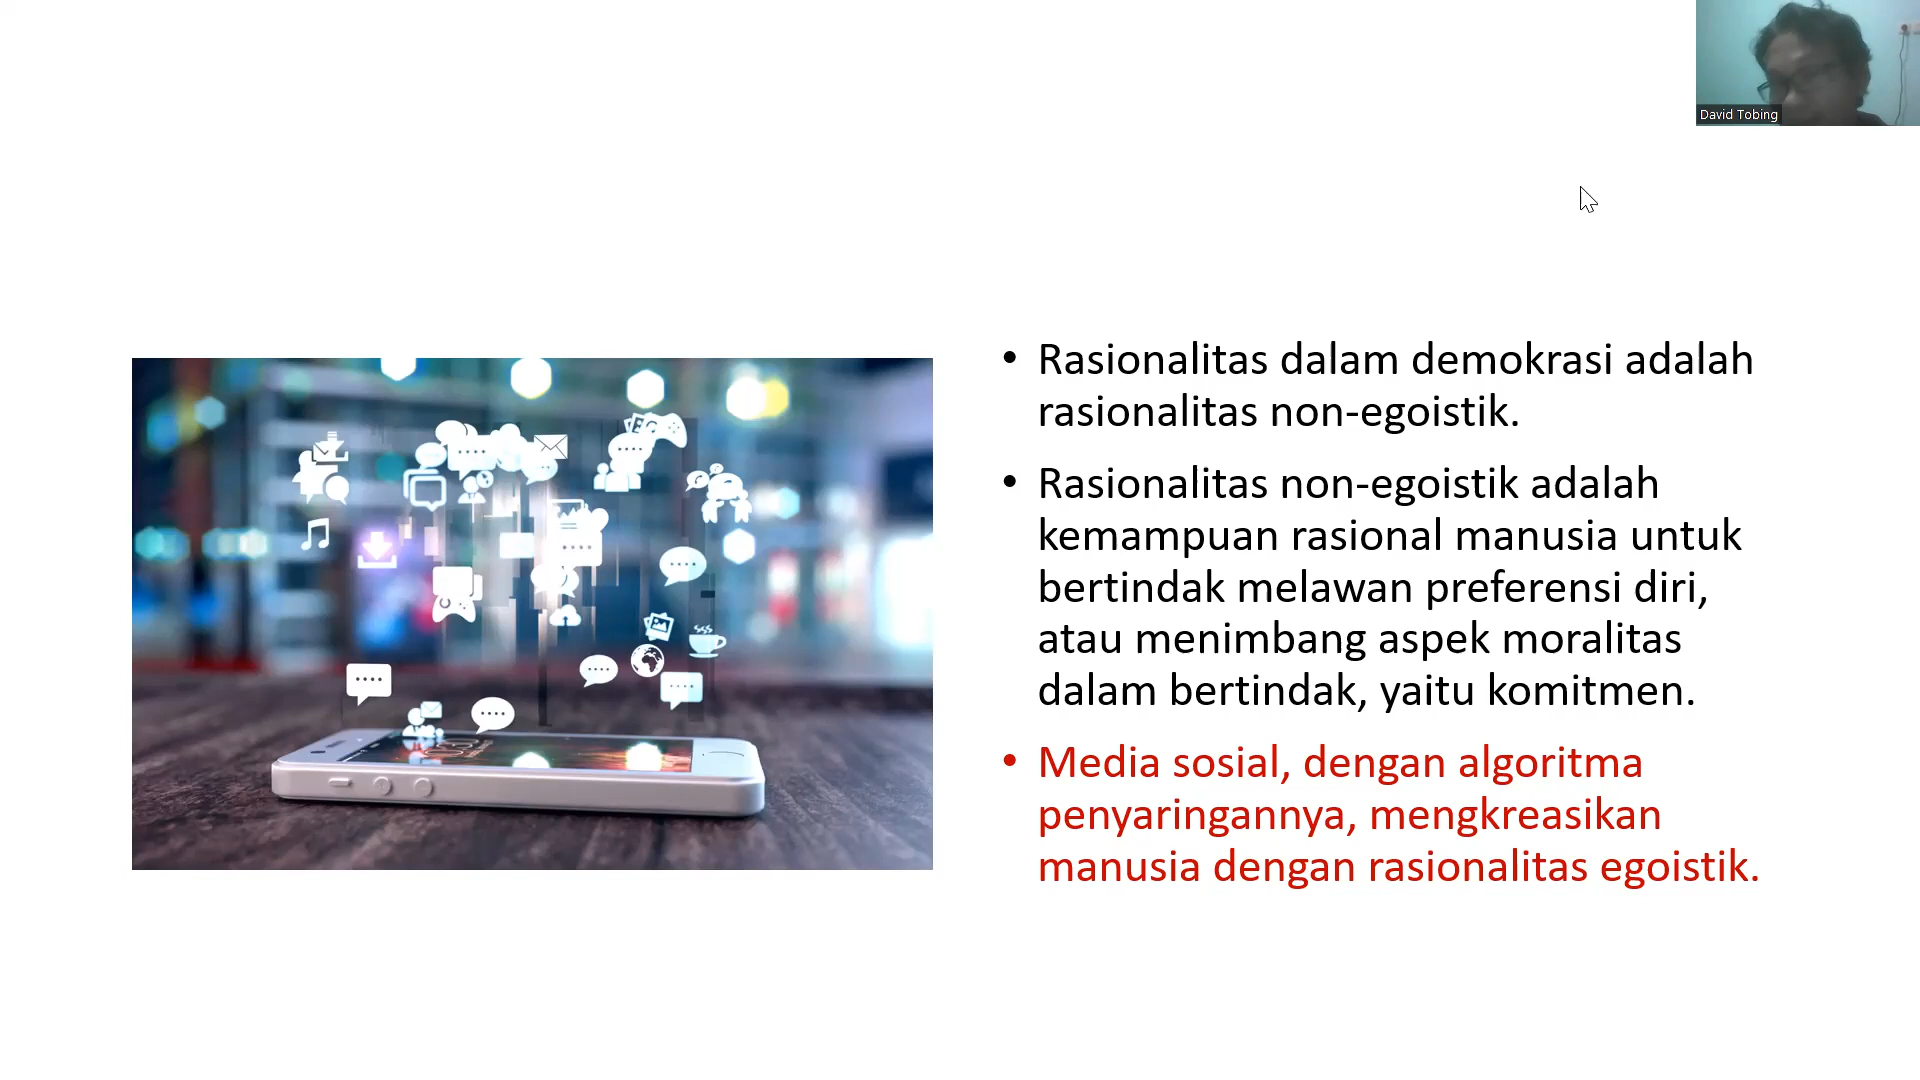 David Tobing
• Rasionalitas dalam demokrasi adalah
rasionalitas non-egoistik.
• Rasionalitas non-egoistik adalah
kemampuan rasional manusia untuk
bertindak melawan preferensi diri,
atau menimbang aspek moralitas
dalam bertindak, yaitu komitmen.
• Media sosial, dengan algoritma
penyaringannya, mengkreasikan
manusia dengan rasionalitas egoistik.